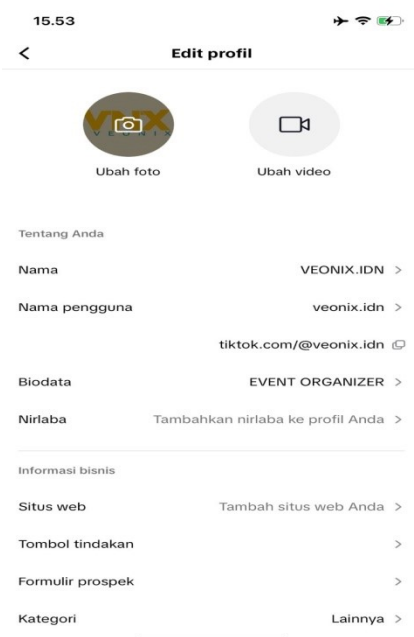 15.53
Edit profil
VNX
VEONIX
Ubah foto
Ubah video
Tentang Anda
Nama VEONIX.IDN >
Nama pengguna veonix.idn >
tiktok.com/@veonix.idn
Biodata EVENT ORGANIZER >
Nirlaba Tambahkan nirlaba ke profil Anda >
Informasi bisnis
Situs web Tambah situs web Anda >
Tombol tindakan >
Formulir prospek >
Kategori Lainnya >